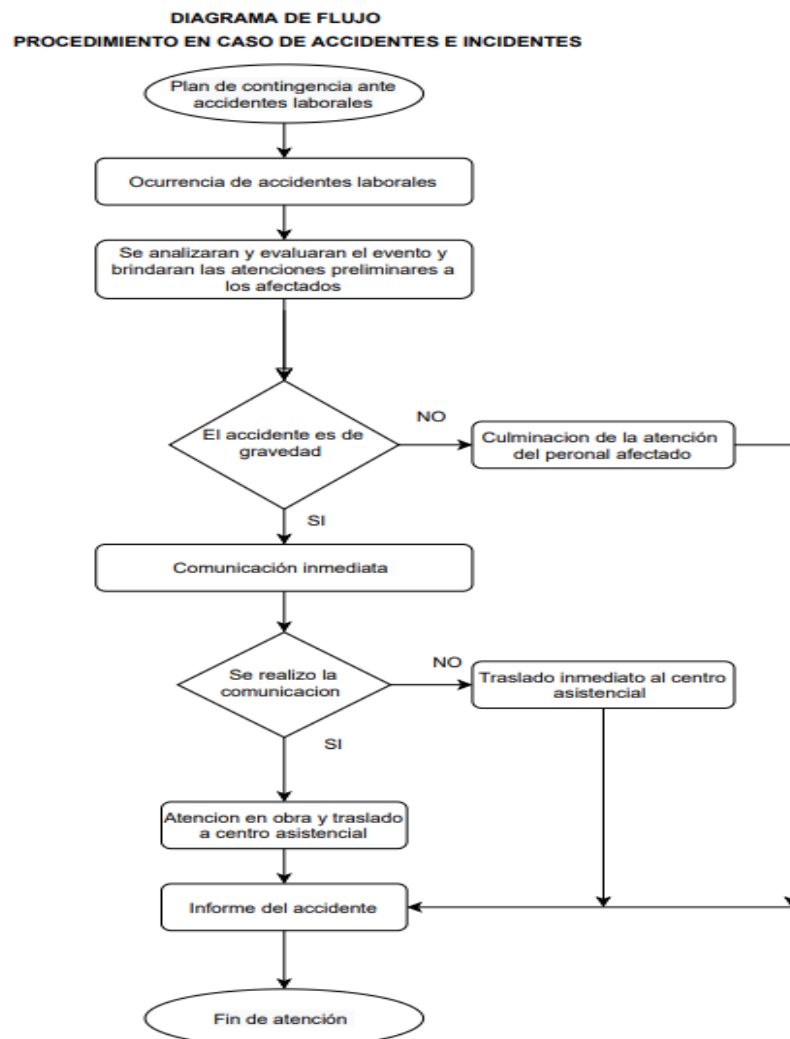 DIAGRAMA DE FLUJO
PROCEDIMIENTO EN CASO DE ACCIDENTES E INCIDENTES
Plan de contingencia ante
accidentes laborales
Ocurrencia de accidentes laborales
Se analizaran y evaluaran el evento y
brindaran las atenciones preliminares a
los afectados
El accidente es de
gravedad
NO
Culminacion de la atención
del peronal afectado
SI
Comunicación inmediata
Se realizo la
comunicacion
NO
Traslado inmediato al centro
asistencial
SI
Atencion en obra y traslado
a centro asistencial
Informe del accidente
Fin de atención